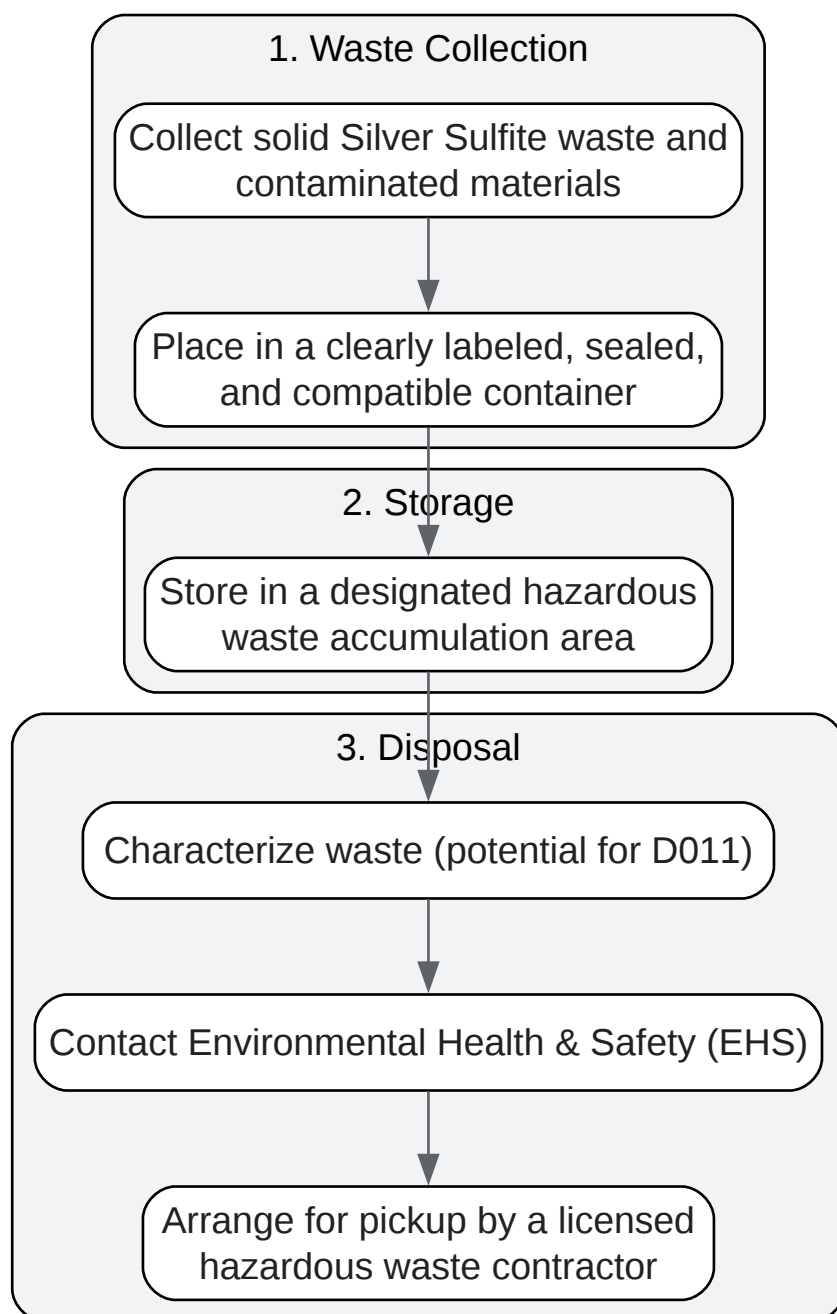 1. Waste Collection
Collect solid Silver Sulfite waste and
contaminated materials
Place in a clearly labeled, sealed,
and compatible container
2. Storage
Store in a designated hazardous
waste accumulation area
3. Disposal
Characterize waste (potential for D011)
Contact Environmental Health & Safety (EHS)
Arrange for pickup by a licensed
hazardous waste contractor